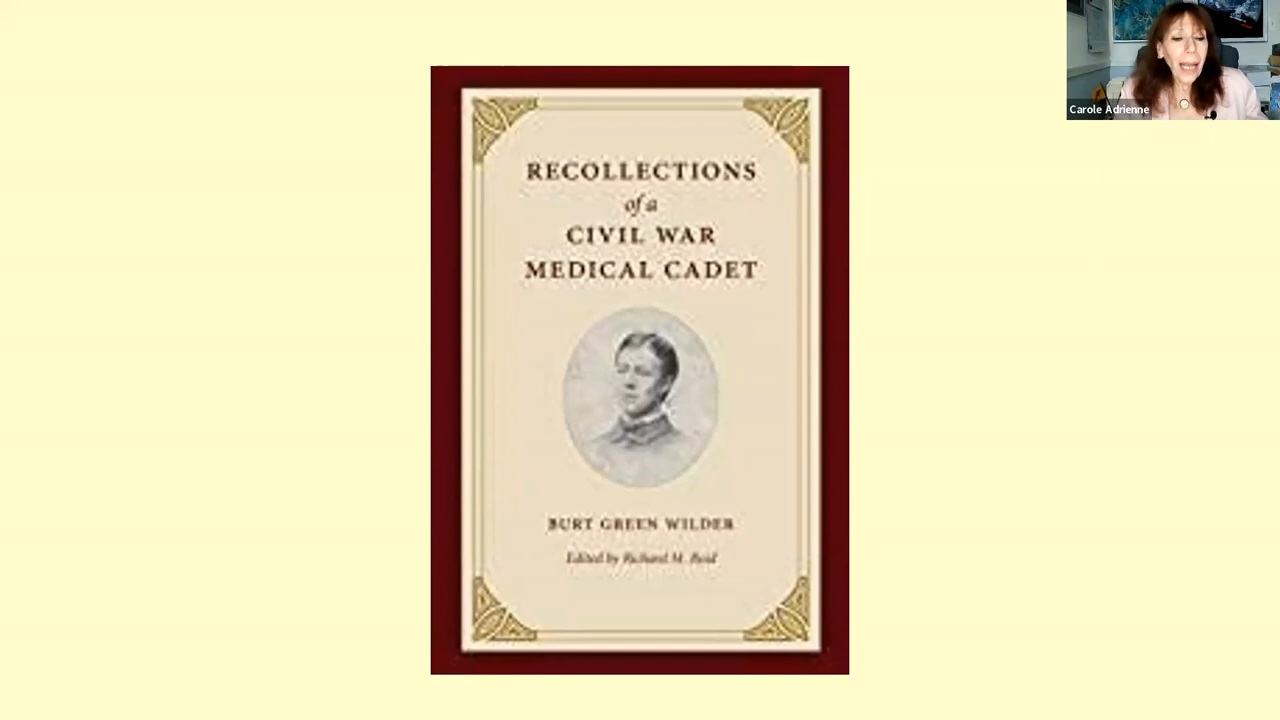 RECOLLECTIONS
of a
CIVIL WAR
MEDICAL CADET
BURT GREEN WILDER
Edited by Richard M. Reid
Carole Adrienne